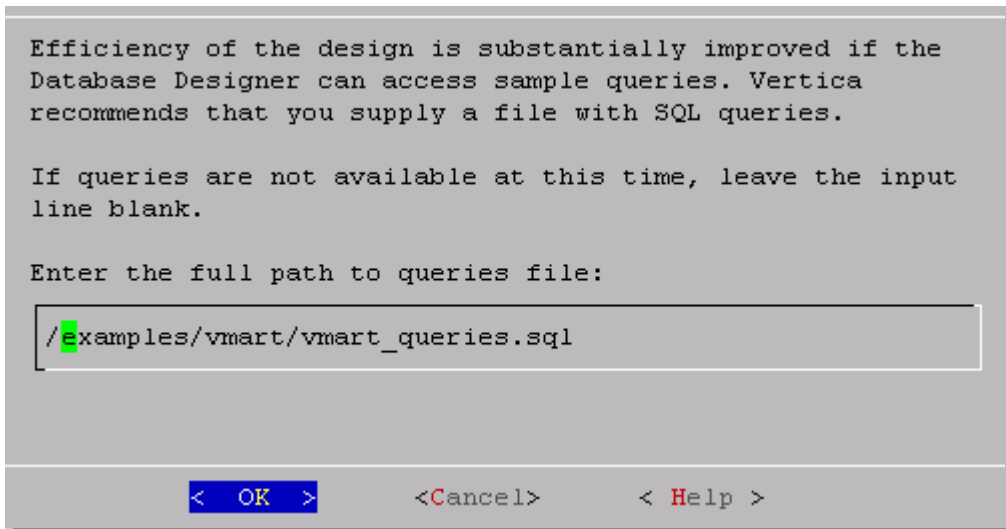 Efficiency of the design is substantially improved if the
Database Designer can access sample queries. Vertica
recommends that you supply a file with SQL queries.
If queries are not available at this time, leave the input
line blank.
Enter the full path to queries file:
/examples/vmart/vmart_queries.sql
< OK > <Cancel> < Help >